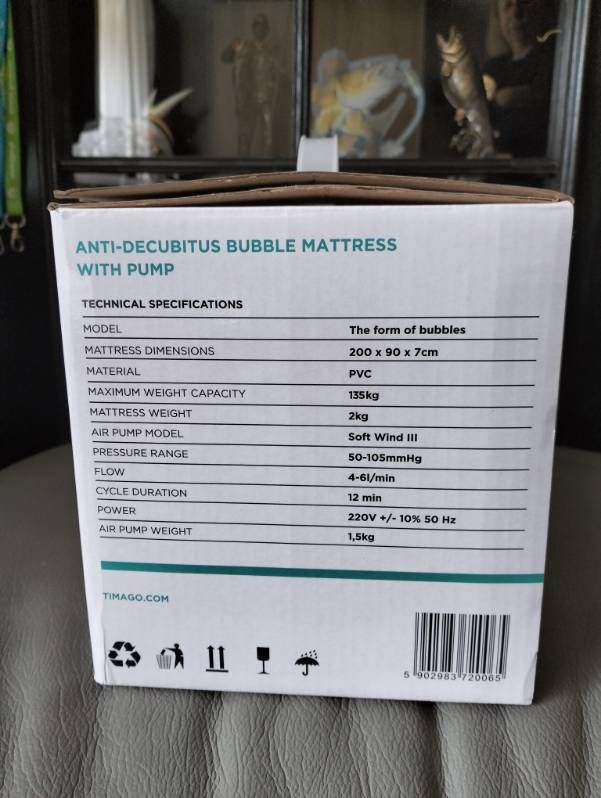 ANTI-DECUBITUS BUBBLE MATTRESS
WITH PUMP
TECHNICAL SPECIFICATIONS
MODEL The form of bubbles
MATTRESS DIMENSIONS 200 x 90 x 7cm
MATERIAL PVC
MAXIMUM WEIGHT CAPACITY 135kg
MATTRESS WEIGHT 2kg
AIR PUMP MODEL Soft Wind III
PRESSURE RANGE 50-105mmHg
FLOW 4-6l/min
CYCLE DURATION 12 min
POWER 220V +/- 10% 50 Hz
AIR PUMP WEIGHT 1,5kg
TIMAGO.COM
5 902983 720065